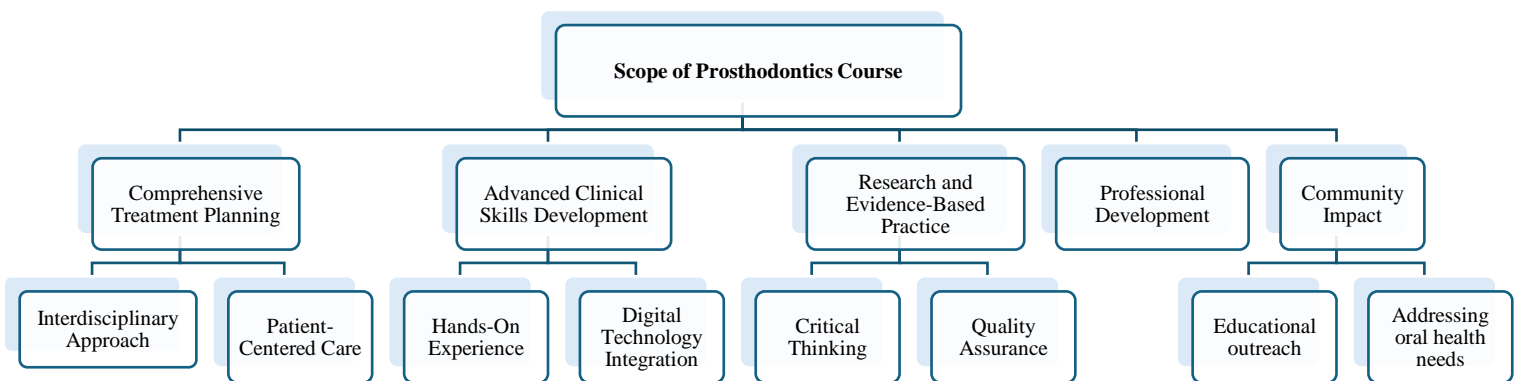 Scope of Prosthodontics Course
Comprehensive
Treatment Planning
Advanced Clinical
Skills Development
Research and
Evidence-Based
Practice
Professional
Development
Community
Impact
Interdisciplinary
Approach
Patient-
Centered Care
Hands-On
Experience
Digital
Technology
Integration
Critical
Thinking
Quality
Assurance
Educational
outreach
Addressing
oral health
needs